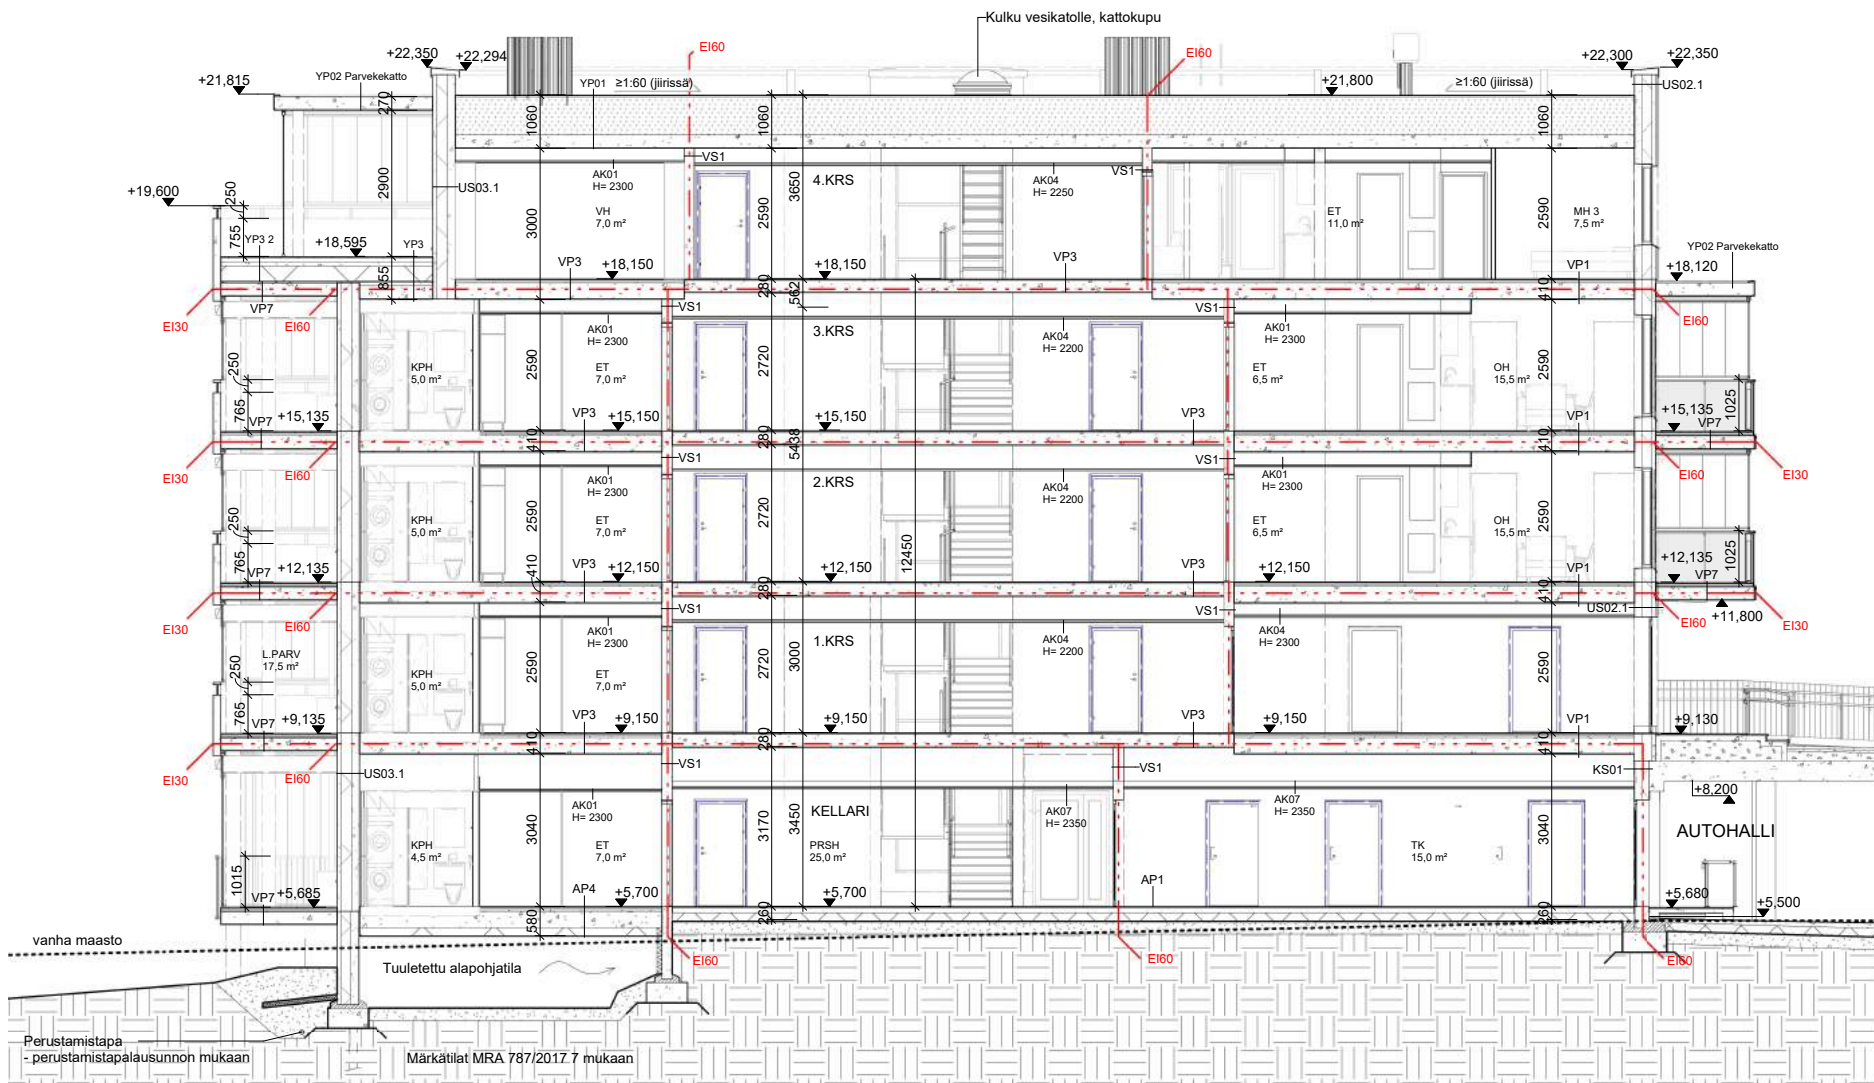 Kulku vesikatolle, kattokupu
+22,350
+22,294
EI60
EI60
+22,300
+22,350
+21,815
YP02 Parvekekatto
YP01
≥1:60 (jiirissä)
+21,800
≥1:60 (jiirissä)
US02.1
270
1060
1060
1060
VS1
VS1
4.KRS
AK01
H= 2300
AK04
H= 2250
+19,600
250
2900
US03.1
3650
VH
7,0 m²
ET
11,0 m²
MH 3
7,5 m²
3000
2590
2590
755
YP3 2
+18,595
YP3
YP02 Parvekekatto
855
VP3
+18,150
+18,150
VP3
VP1
+18,120
280
562
410
EI30
VP7
EI60
VS1
VS1
EI60
AK01
H= 2300
3.KRS
AK04
H= 2200
AK01
H= 2300
250
KPH
5,0 m²
2590
ET
7,0 m²
2720
ET
6,5 m²
OH
15,5 m²
2590
765
VP7
+15,135
VP3
+15,150
+15,150
VP3
VP1
+15,135
VP7
1025
410
280
5438
410
EI30
EI60
VS1
VS1
EI60
EI30
AK01
H= 2300
2.KRS
AK04
H= 2200
AK01
H= 2300
250
KPH
5,0 m²
2590
ET
7,0 m²
2720
ET
6,5 m²
OH
15,5 m²
2590
12450
765
VP7
+12,135
410
VP3
+12,150
+12,150
VP3
+12,150
VP1
+12,135
VP7
1025
280
410
EI30
EI60
VS1
VS1
US02.1
EI60
+11,800
EI30
AK01
H= 2300
1.KRS
AK04
H= 2200
AK04
H= 2300
L.PARV
17,5 m²
250
KPH
5,0 m²
2590
ET
7,0 m²
2720
3000
2590
765
VP7
+9,135
VP3
+9,150
+9,150
VP3
+9,150
VP1
+9,130
410
280
410
EI30
EI60
US03.1
VS1
VS1
KS01
AK01
H= 2300
KELLARI
AK07
H= 2350
AK07
H= 2350
+8,200
AUTOHALLI
KPH
4,5 m²
3040
ET
7,0 m²
3170
3450
PRSH
25,0 m²
TK
15,0 m²
3040
1015
VP7
+5,685
AP4
+5,700
+5,700
AP1
+5,680
+5,500
580
260
260
vanha maasto
Tuuletettu alapohjatila
EI60
EI60
EI60
Perustamistapa
- perustamistapalausunnon mukaan
Märkätilat MRA 787/2017 7 mukaan